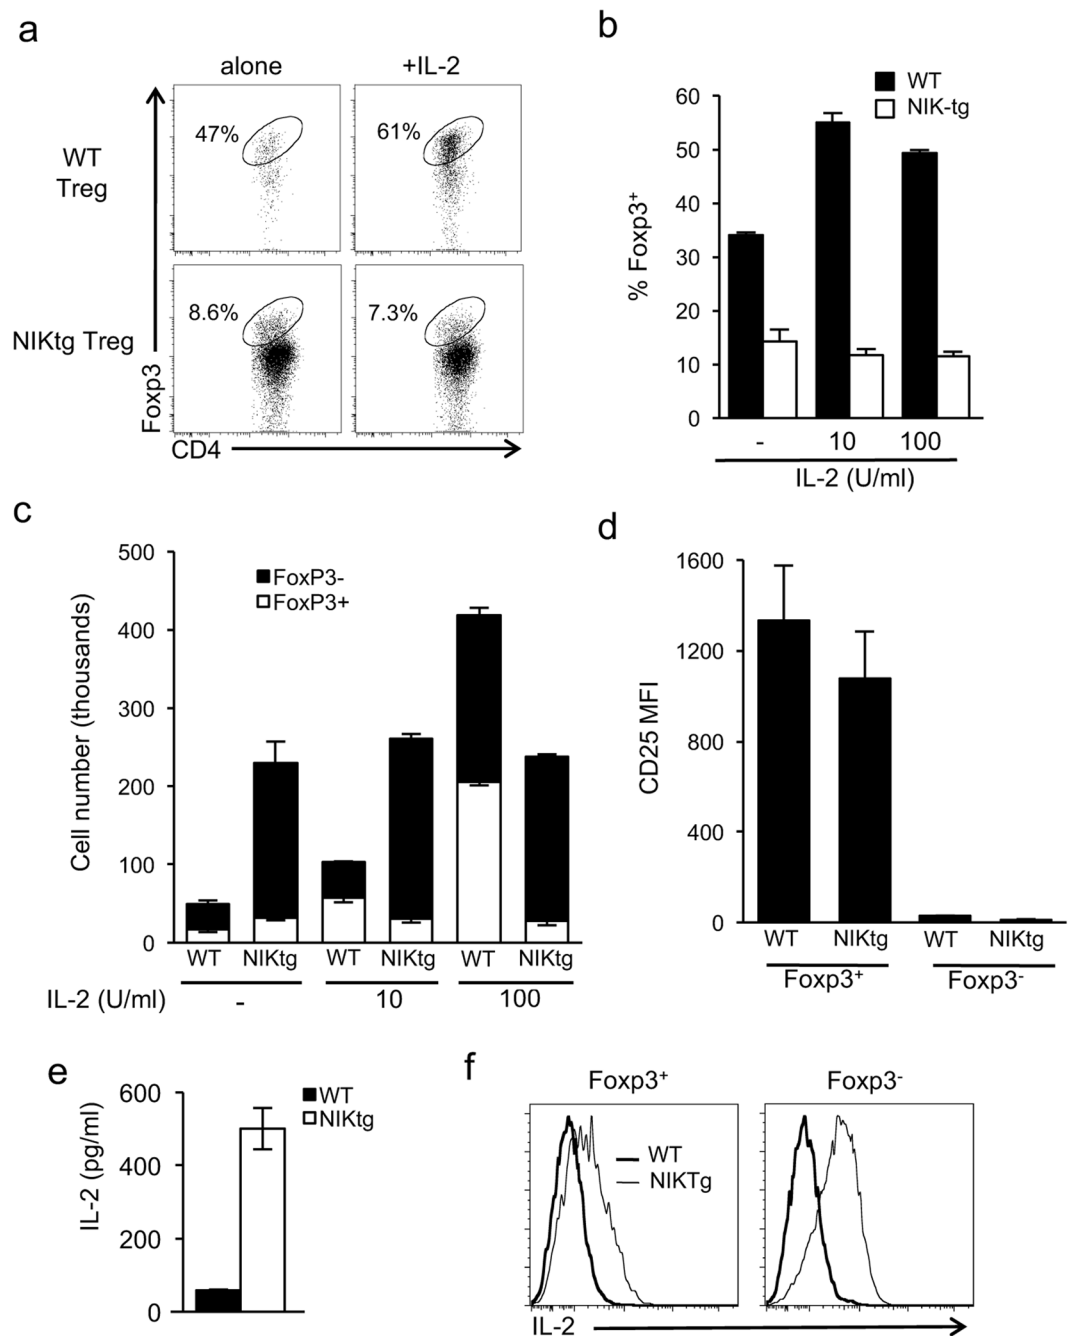 a
alone
+IL-2
WT
Treg
47%
61%
NIKtg Treg
8.6%
7.3%
Foxp3
CD4
b
WT
NIK-tg
% Foxp3+
60
50
40
30
20
10
0
- 10 100
IL-2 (U/ml)
c
FoxP3-
FoxP3+
Cell number (thousands)
500
400
300
200
100
0
WT NIKtg WT NIKtg WT NIKtg
IL-2 (U/ml) - 10 100
d
CD25 MFI
1600
1200
800
400
0
WT NIKtg WT NIKtg
Foxp3+ Foxp3-
e
WT
NIKtg
IL-2 (pg/ml)
600
400
200
0
f
Foxp3+ Foxp3-
WT
NIKTg
IL-2